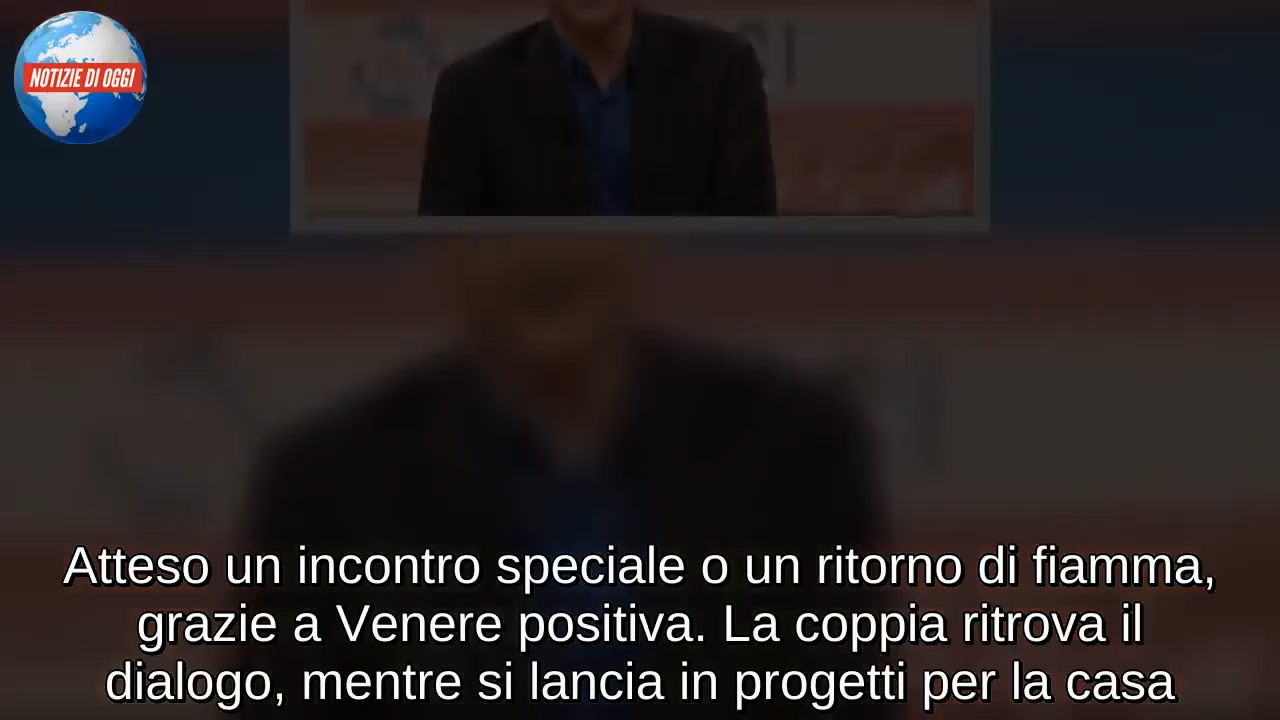 NOTIZIE DI OGGI
Atteso un incontro speciale o un ritorno di fiamma,
grazie a Venere positiva. La coppia ritrova il
dialogo, mentre si lancia in progetti per la casa